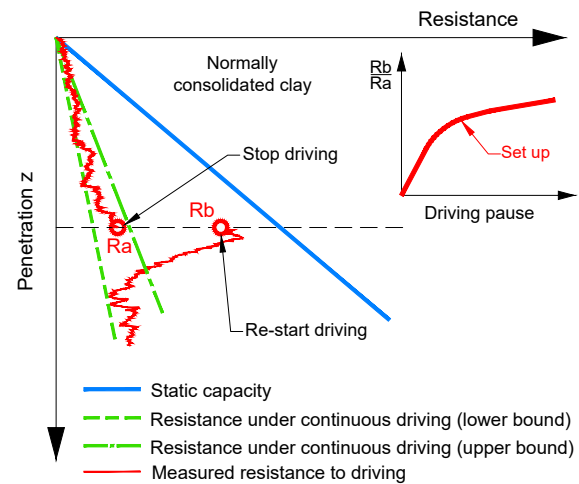 Resistance
Normally
consolidated clay
Rb
Ra
Set up
Driving pause
Stop driving
Rb
Ra
Re-start driving
Penetration z
Static capacity
Resistance under continuous driving (lower bound)
Resistance under continuous driving (upper bound)
Measured resistance to driving